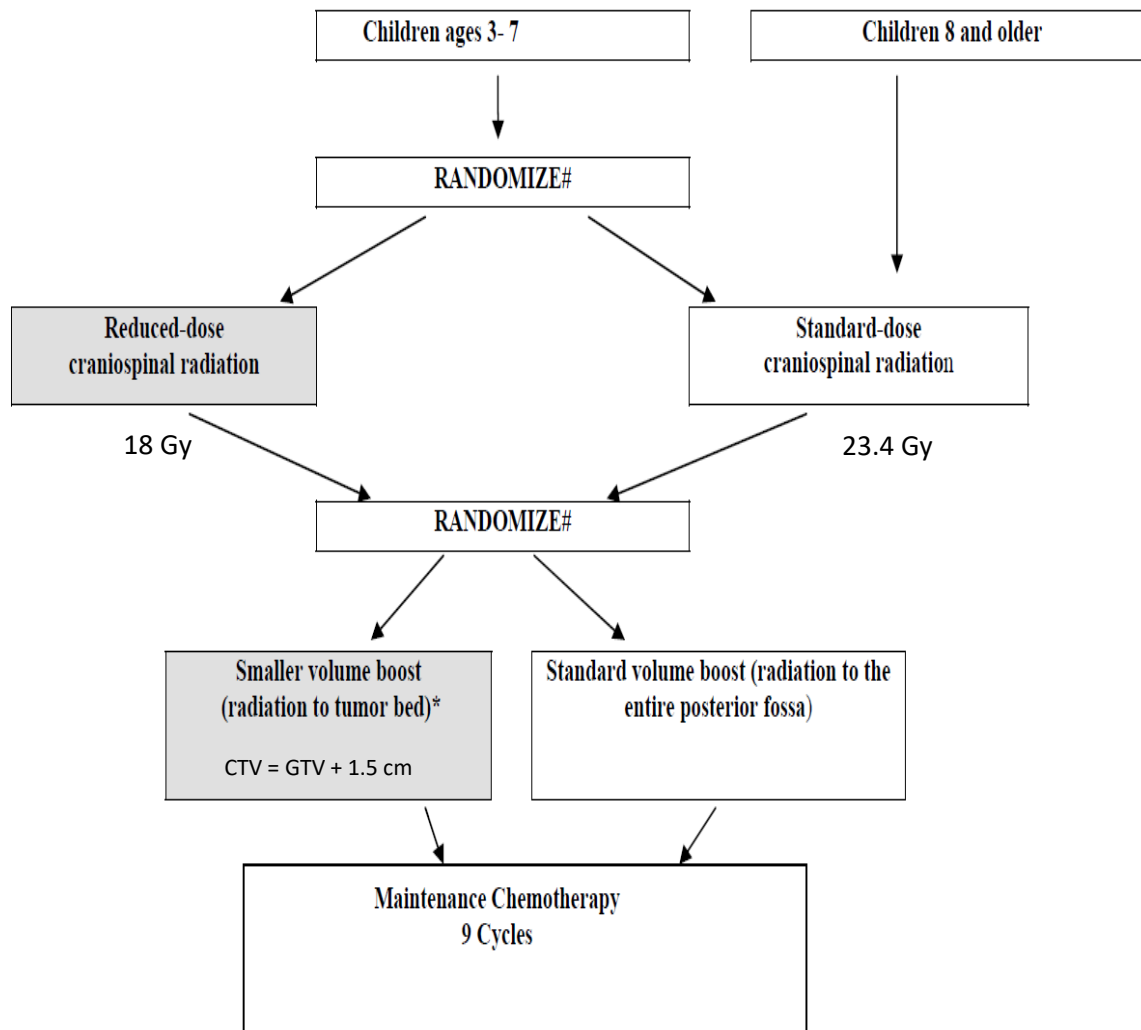 Children ages 3- 7
Children 8 and older
RANDOMIZE#
Reduced-dose
craniospinal radiation
Standard-dose
craniospinal radiation
18 Gy
23.4 Gy
RANDOMIZE#
Smaller volume boost
(radiation to tumor bed)*
CTV = GTV + 1.5 cm
Standard volume boost (radiation to the
entire posterior fossa)
Maintenance Chemotherapy
9 Cycles